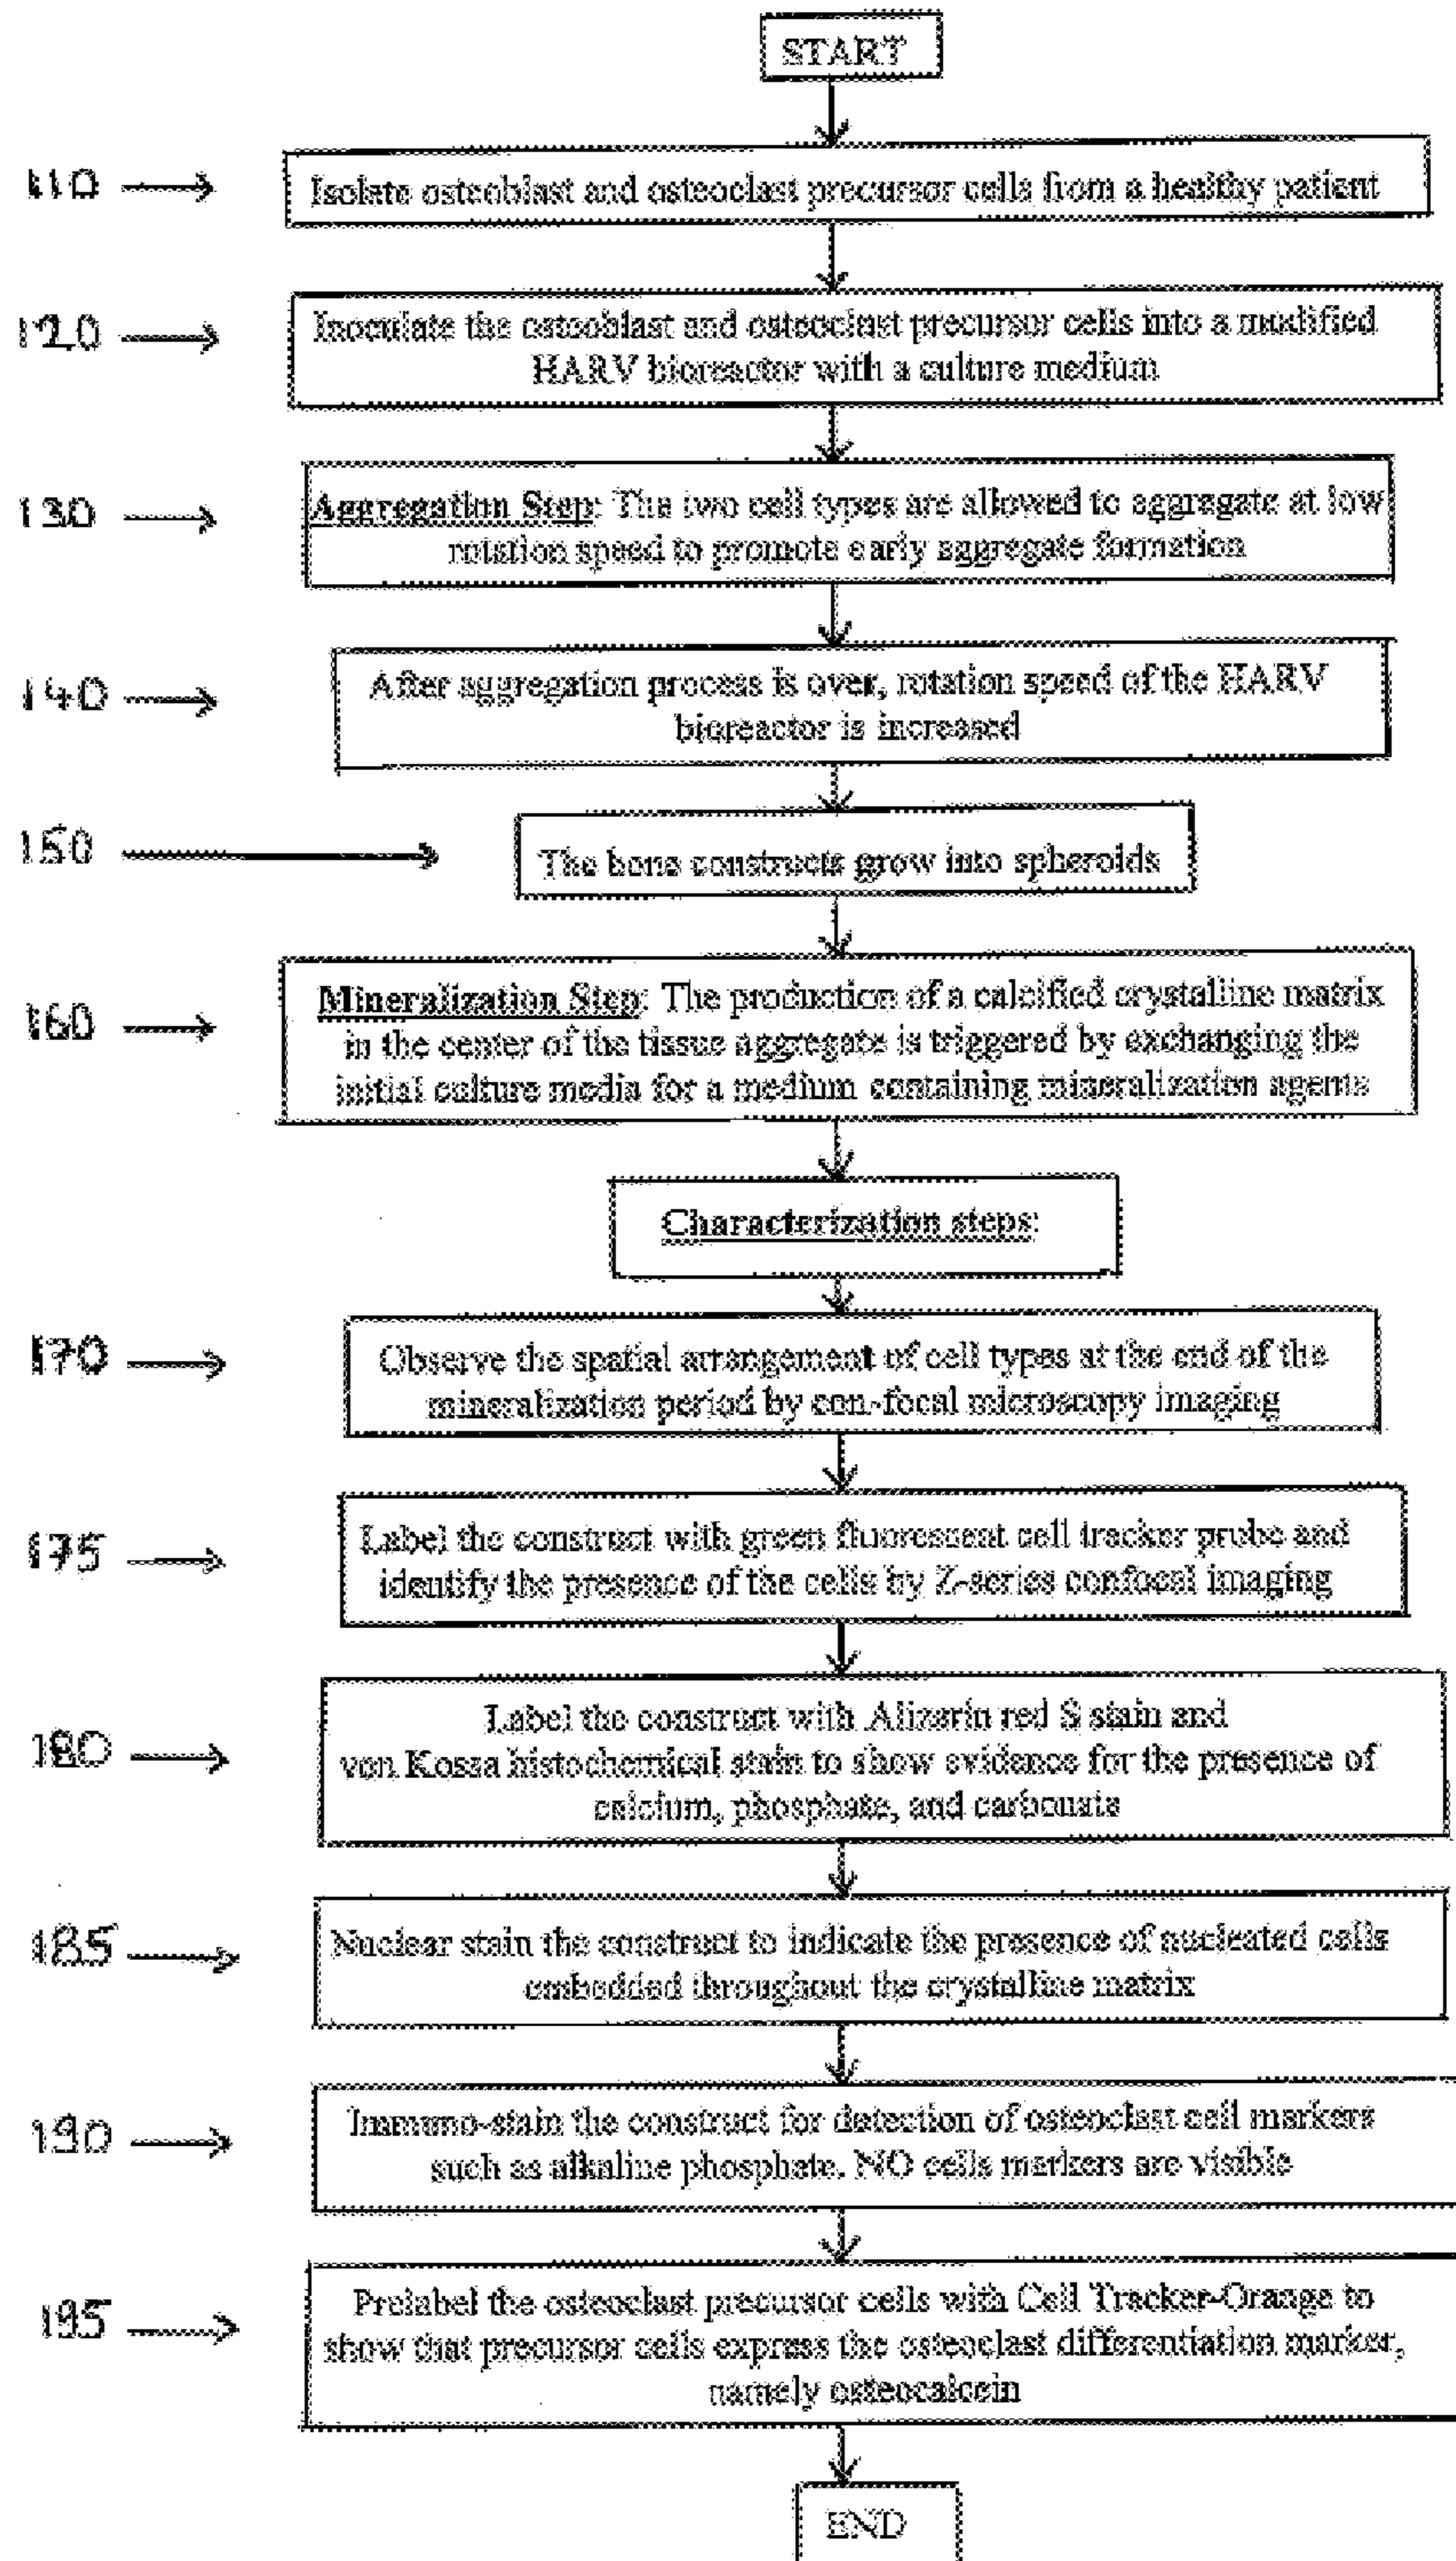 START
110
Isolate osteoblast and osteoclast precursor cells from a healthy patient
120
Inoculate the osteoblast and osteoclast precursor cells into a modified
HARV bioreactor with a culture medium
130
Aggregation Step: The two cell types are allowed to aggregate at low
rotation speed to promote early aggregate formation
140
After aggregation process is over, rotation speed of the HARV
bioreactor is increased
150
The bone constructs grow into spheroids
160
Mineralization Step: The production of a calcified crystalline matrix
in the center of the tissue aggregate is triggered by exchanging the
initial culture media for a medium containing mineralization agents
Characterization steps:
170
Observe the spatial arrangement of cell types at the end of the
mineralization period by con-focal microscopy imaging
175
Label the construct with green fluorescent cell tracker probe and
identify the presence of the cells by Z-series confocal imaging
180
Label the construct with Alizarin red S stain and
von Kossa histochemical stain to show evidence for the presence of
calcium, phosphate, and carbonate
185
Nuclear stain the construct to indicate the presence of nucleated cells
embedded throughout the crystalline matrix
190
Immuno-stain the construct for detection of osteoclast cell markers
such as alkaline phosphate. NO cells markers are visible
195
Prelabel the osteoclast precursor cells with Cell Tracker-Orange to
show that precursor cells express the osteoclast differentiation marker,
namely osteocalcein
END